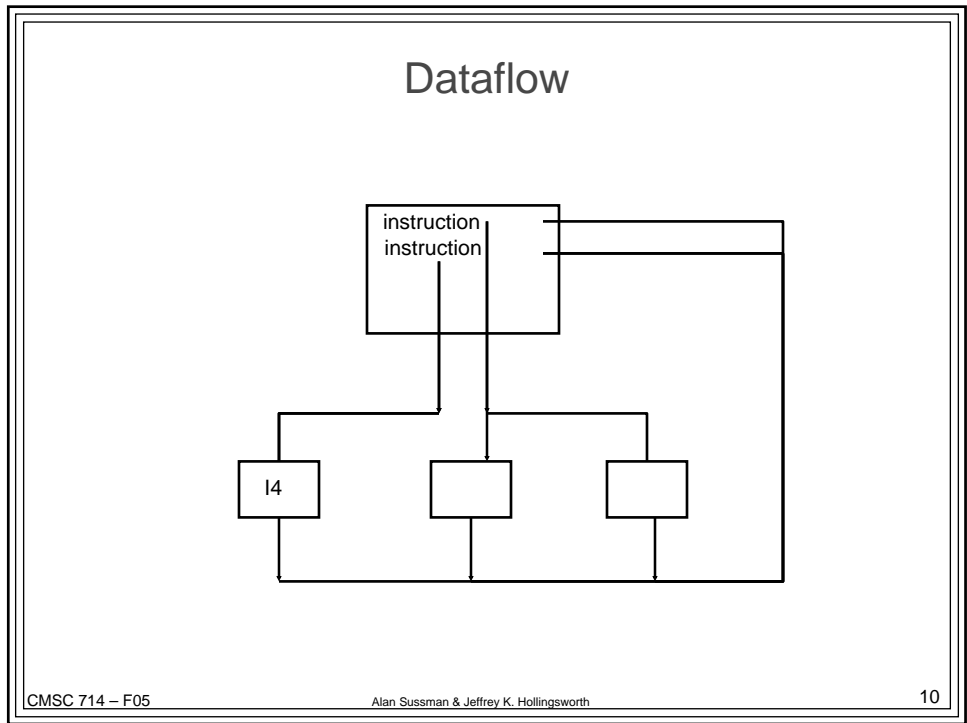 Dataflow
instruction
instruction
I4
CMSC 714 – F05
Alan Sussman & Jeffrey K. Hollingsworth
10